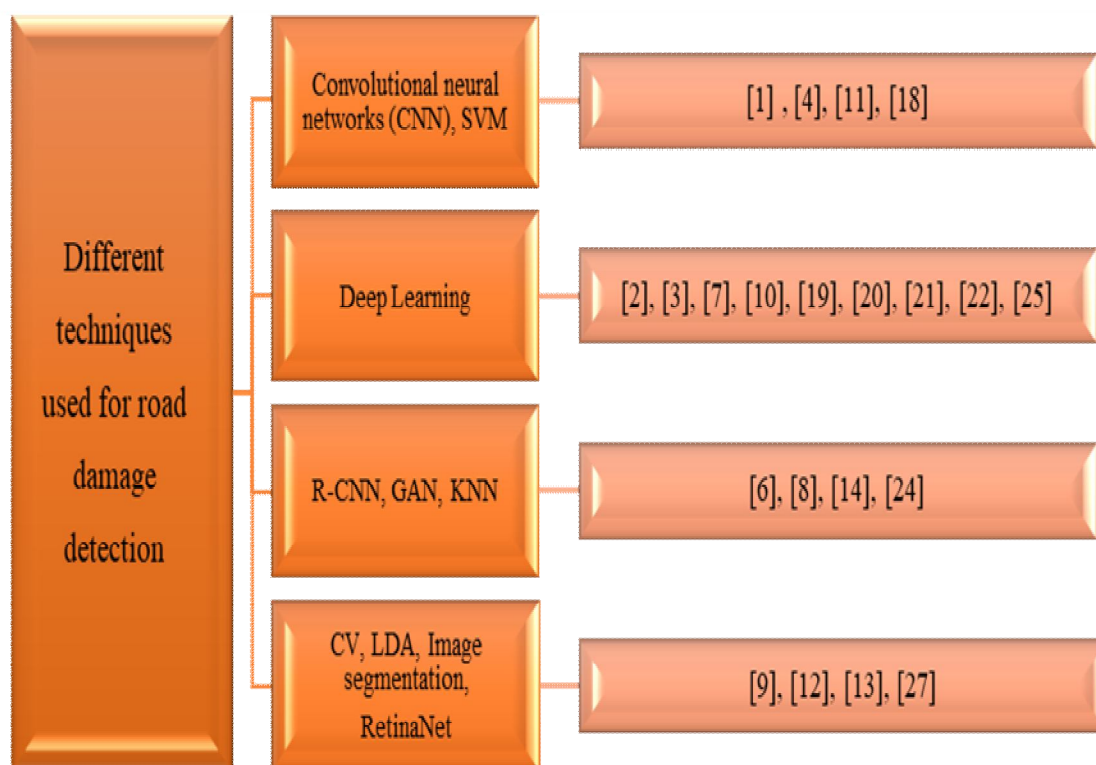 Different
techniques
used for road
damage
detection
Convolutional neural
networks (CNN), SVM
[1] , [4], [11], [18]
Deep Learning
[2], [3], [7], [10], [19], [20], [21], [22], [25]
R-CNN, GAN, KNN
[6], [8], [14], [24]
CV, LDA, Image
segmentation,
RetinaNet
[9], [12], [13], [27]